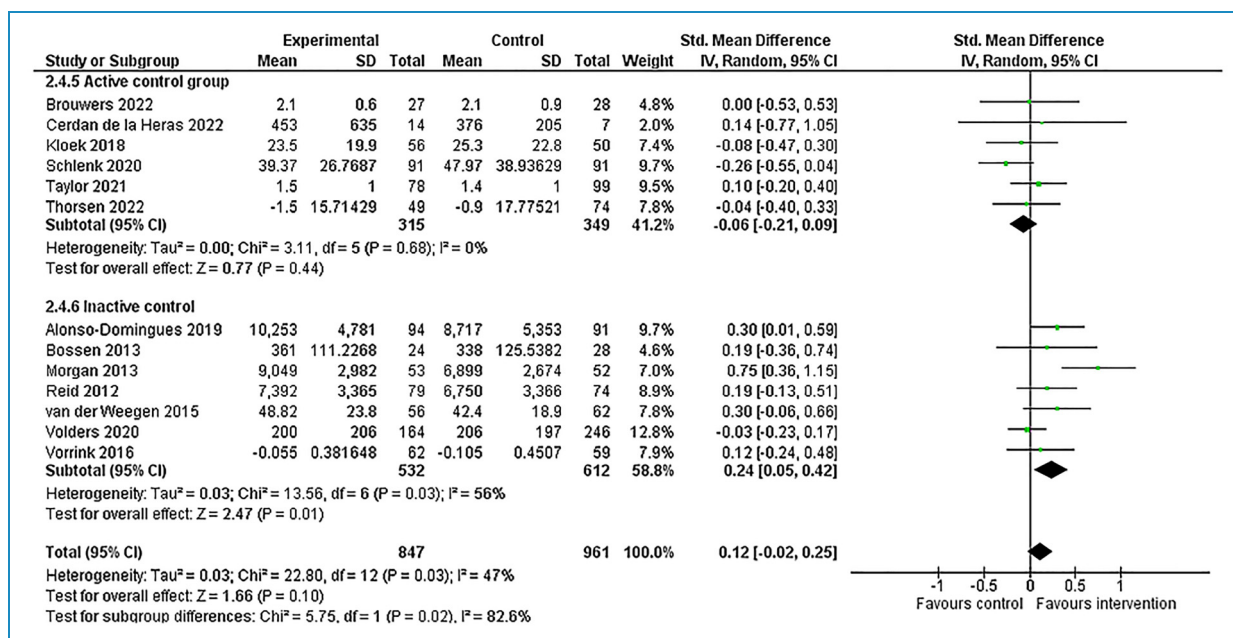 Experimental Control Std. Mean Difference Std. Mean Difference
Study or Subgroup Mean SD Total Mean SD Total Weight IV, Random, 95% CI IV, Random, 95% CI
2.4.5 Active control group
Brouwers 2022 2.1 0.6 27 2.1 0.9 28 4.8% 0.00 [-0.53, 0.53]
Cerdan de la Heras 2022 453 635 14 376 205 7 2.0% 0.14 [-0.77, 1.05]
Kloek 2018 23.5 19.9 56 25.3 22.8 50 7.4% -0.08 [-0.47, 0.30]
Schlenk 2020 39.37 26.7687 91 47.97 38.93629 91 9.7% -0.26 [-0.55, 0.04]
Taylor 2021 1.5 1 78 1.4 1 99 9.5% 0.10 [-0.20, 0.40]
Thorsen 2022 -1.5 15.71429 49 -0.9 17.77521 74 7.8% -0.04 [-0.40, 0.33]
Subtotal (95% CI) 315 349 41.2% -0.06 [-0.21, 0.09]
Heterogeneity: Tau² = 0.00; Chi² = 3.11, df = 5 (P = 0.68); I² = 0%
Test for overall effect: Z = 0.77 (P = 0.44)
2.4.6 Inactive control
Alonso-Domingues 2019 10,253 4,781 94 8,717 5,353 91 9.7% 0.30 [0.01, 0.59]
Bossen 2013 361 111.2268 24 338 125.5382 28 4.6% 0.19 [-0.36, 0.74]
Morgan 2013 9,049 2,982 53 6,899 2,674 52 7.0% 0.75 [0.36, 1.15]
Reid 2012 7,392 3,365 79 6,750 3,366 74 8.9% 0.19 [-0.13, 0.51]
van der Weegen 2015 48.82 23.8 56 42.4 18.9 62 7.8% 0.30 [-0.06, 0.66]
Volders 2020 200 206 164 206 197 246 12.8% -0.03 [-0.23, 0.17]
Vorrink 2016 -0.055 0.381648 62 -0.105 0.4507 59 7.9% 0.12 [-0.24, 0.48]
Subtotal (95% CI) 532 612 58.8% 0.24 [0.05, 0.42]
Heterogeneity: Tau² = 0.03; Chi² = 13.56, df = 6 (P = 0.03); I² = 56%
Test for overall effect: Z = 2.47 (P = 0.01)
Total (95% CI) 847 961 100.0% 0.12 [-0.02, 0.25]
Heterogeneity: Tau² = 0.03; Chi² = 22.80, df = 12 (P = 0.03); I² = 47%
Test for overall effect: Z = 1.66 (P = 0.10)
Test for subgroup differences: Chi² = 5.75, df = 1 (P = 0.02), I² = 82.6%
-1 -0.5 0 0.5 1
Favours control Favours intervention